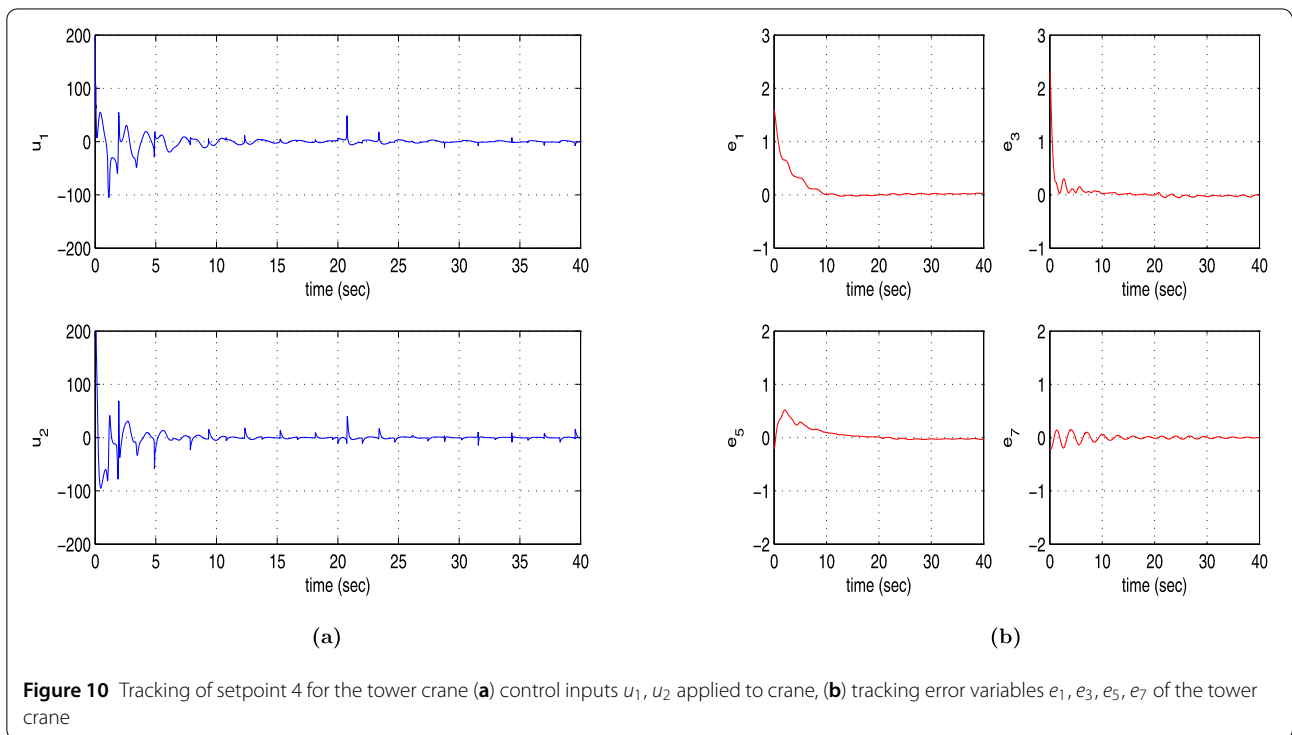 200
100
0
−100
−200
u₁
0 5 10 15 20 25 30 35 40
time (sec)
200
100
0
−100
−200
u₂
0 5 10 15 20 25 30 35 40
time (sec)
(a)
3
2
1
0
−1
e₁
0 10 20 30 40
time (sec)
3
2
1
0
−1
e₃
0 10 20 30 40
time (sec)
2
1
0
−1
−2
e₅
0 10 20 30 40
time (sec)
2
1
0
−1
−2
e₇
0 10 20 30 40
time (sec)
(b)
Figure 10 Tracking of setpoint 4 for the tower crane (a) control inputs u₁, u₂ applied to crane, (b) tracking error variables e₁, e₃, e₅, e₇ of the tower
crane